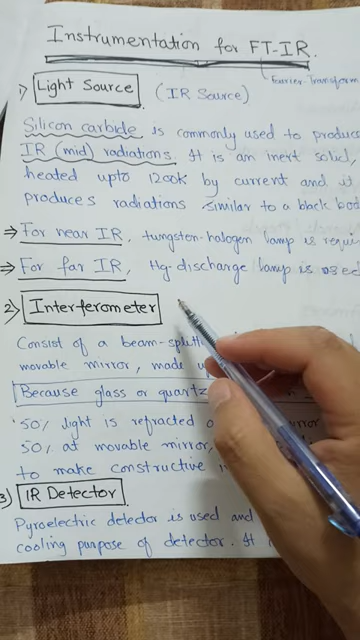 Instrumentation for FT-IR.
Fourier Transform
1) Light Source (IR Source)
Silicon carbide is commonly used to produce
IR (mid) radiations. It is an inert solid,
heated upto 1200K by current and it
produces radiations similar to a black bod
⇒ For near IR, tungston-halogen lamp is requi
⇒ For far IR, Hg-discharge lamp is used
2) Interferometer
Consist of a beam-splitt
movable mirror, made
Because glass or quartz
50% light is refracted
50% at movable mirror,
to make constructive
3) IR Detector
Pyroelectric detector is used and
cooling purpose of detector. It